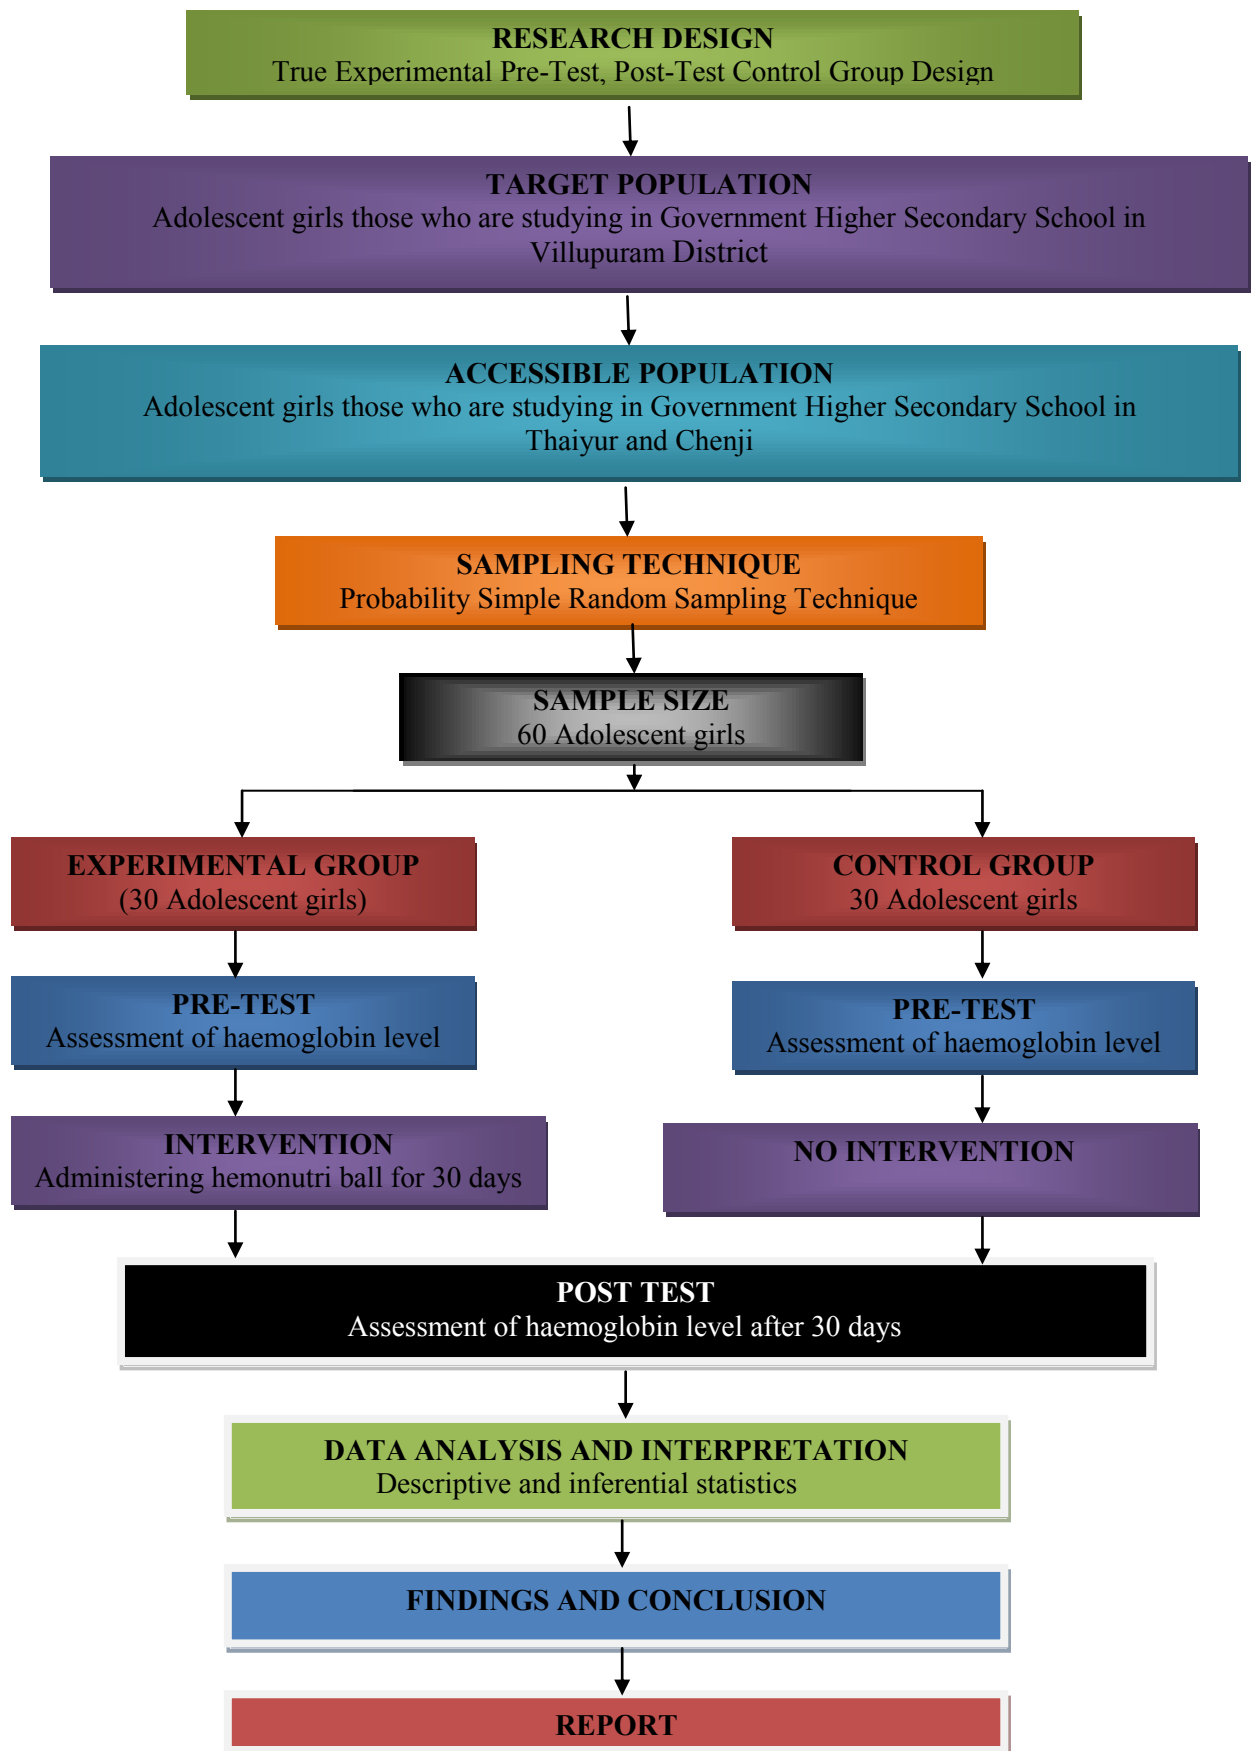 RESEARCH DESIGN
True Experimental Pre-Test, Post-Test Control Group Design
TARGET POPULATION
Adolescent girls those who are studying in Government Higher Secondary School in
Villupuram District
ACCESSIBLE POPULATION
Adolescent girls those who are studying in Government Higher Secondary School in
Thaiyur and Chenji
SAMPLING TECHNIQUE
Probability Simple Random Sampling Technique
SAMPLE SIZE
60 Adolescent girls
EXPERIMENTAL GROUP
(30 Adolescent girls)
CONTROL GROUP
30 Adolescent girls
PRE-TEST
Assessment of haemoglobin level
PRE-TEST
Assessment of haemoglobin level
INTERVENTION
Administering hemonutri ball for 30 days
NO INTERVENTION
POST TEST
Assessment of haemoglobin level after 30 days
DATA ANALYSIS AND INTERPRETATION
Descriptive and inferential statistics
FINDINGS AND CONCLUSION
REPORT